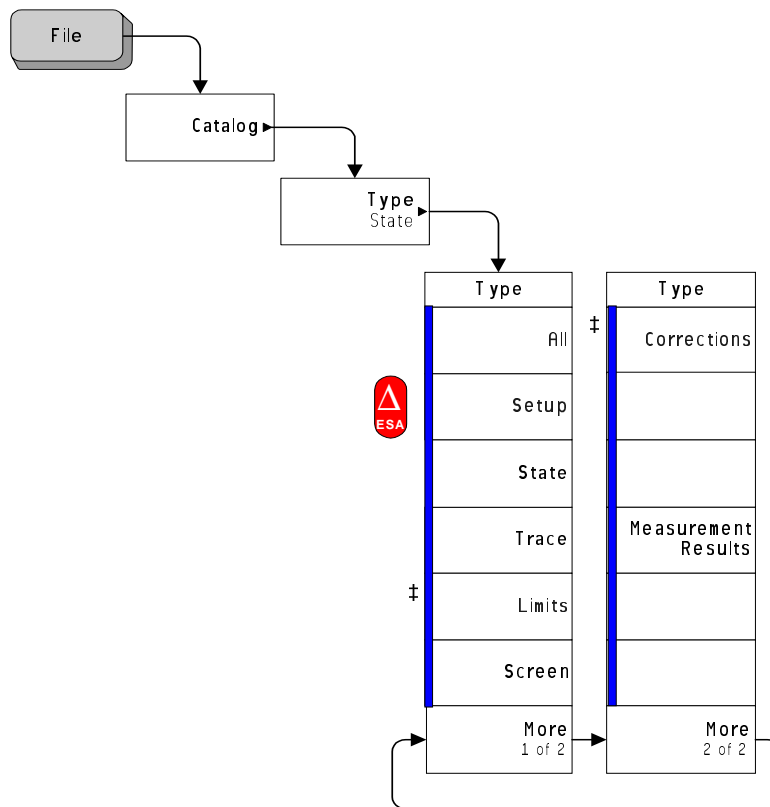 File
Catalog
Type
State
Type
‡
All
Δ
ESA
Setup
State
Trace
‡
Limits
Screen
More
1 of 2
Type
‡
Corrections
Measurement
Results
More
2 of 2